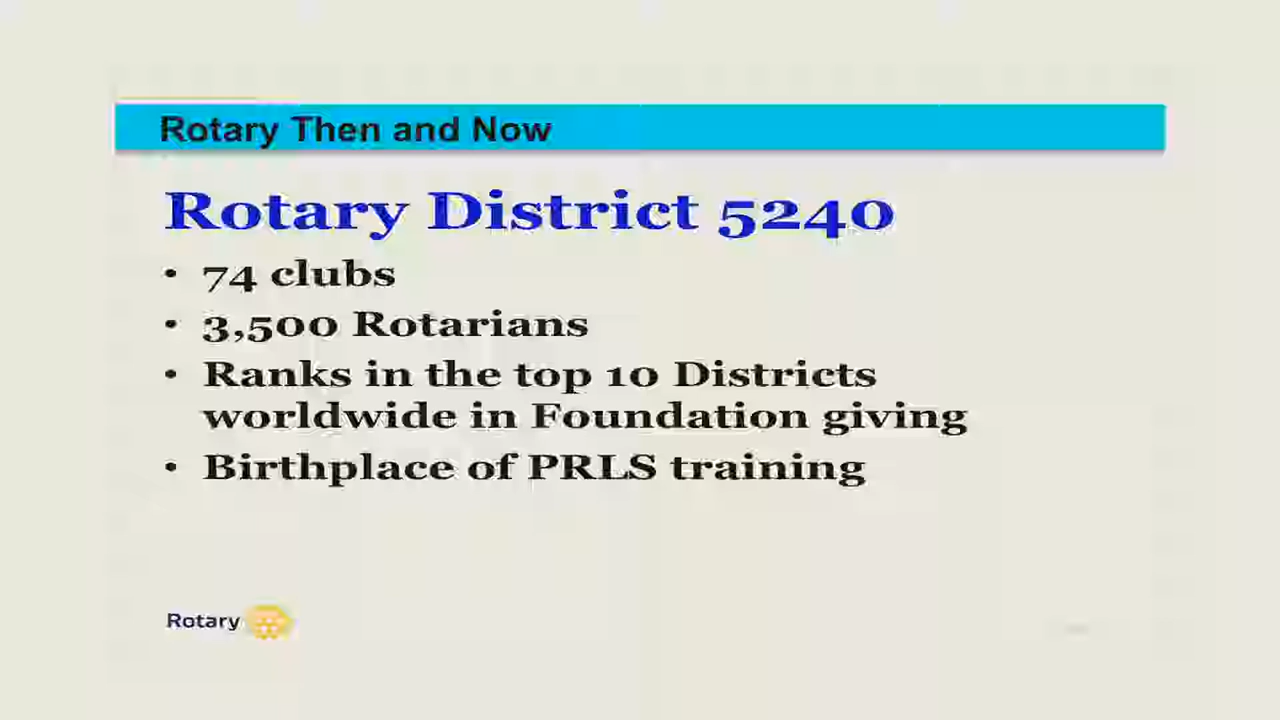 Rotary Then and Now
Rotary District 5240
• 74 clubs
• 3,500 Rotarians
• Ranks in the top 10 Districts
worldwide in Foundation giving
• Birthplace of PRLS training
Rotary